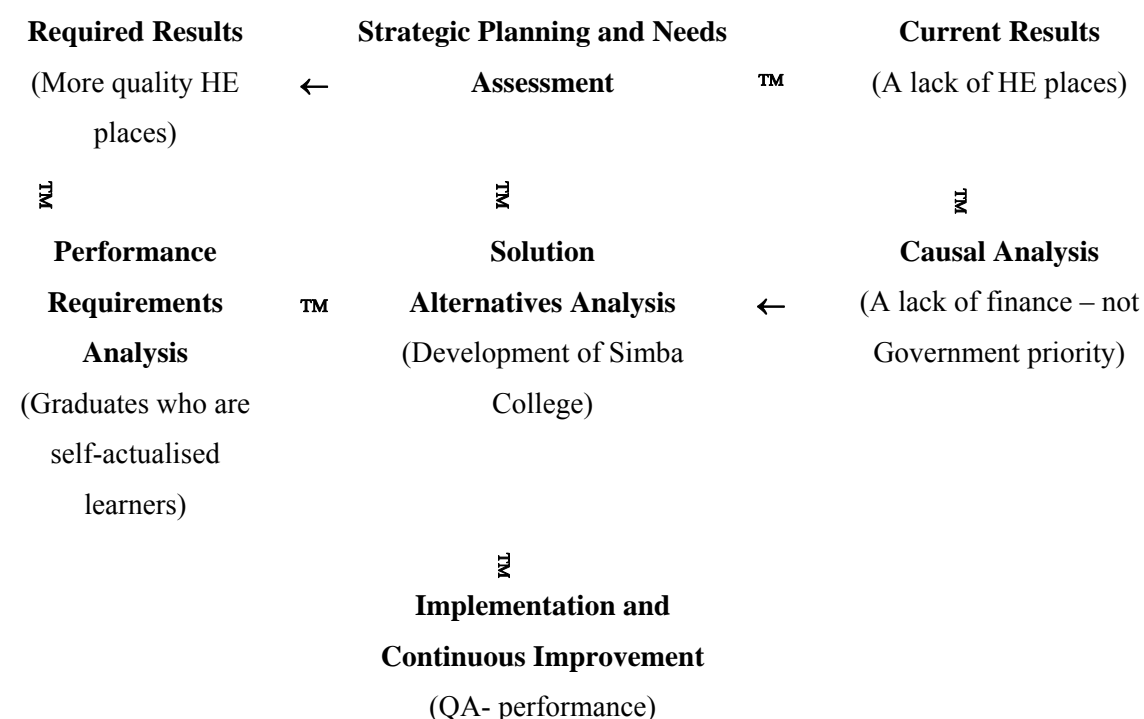 Required Results Strategic Planning and Needs Current Results
(More quality HE ← Assessment ™ (A lack of HE places)
places)
™ ™ ™
Performance Solution Causal Analysis
Requirements ™ Alternatives Analysis ← (A lack of finance – not
Analysis (Development of Simba Government priority)
(Graduates who are College)
self-actualised
learners)
™
Implementation and
Continuous Improvement
(QA- performance)